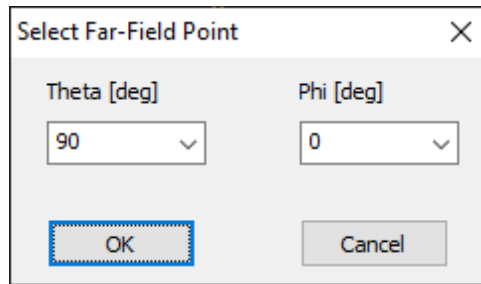 Select Far-Field Point
Theta [deg] Phi [deg]
90 0
OK Cancel